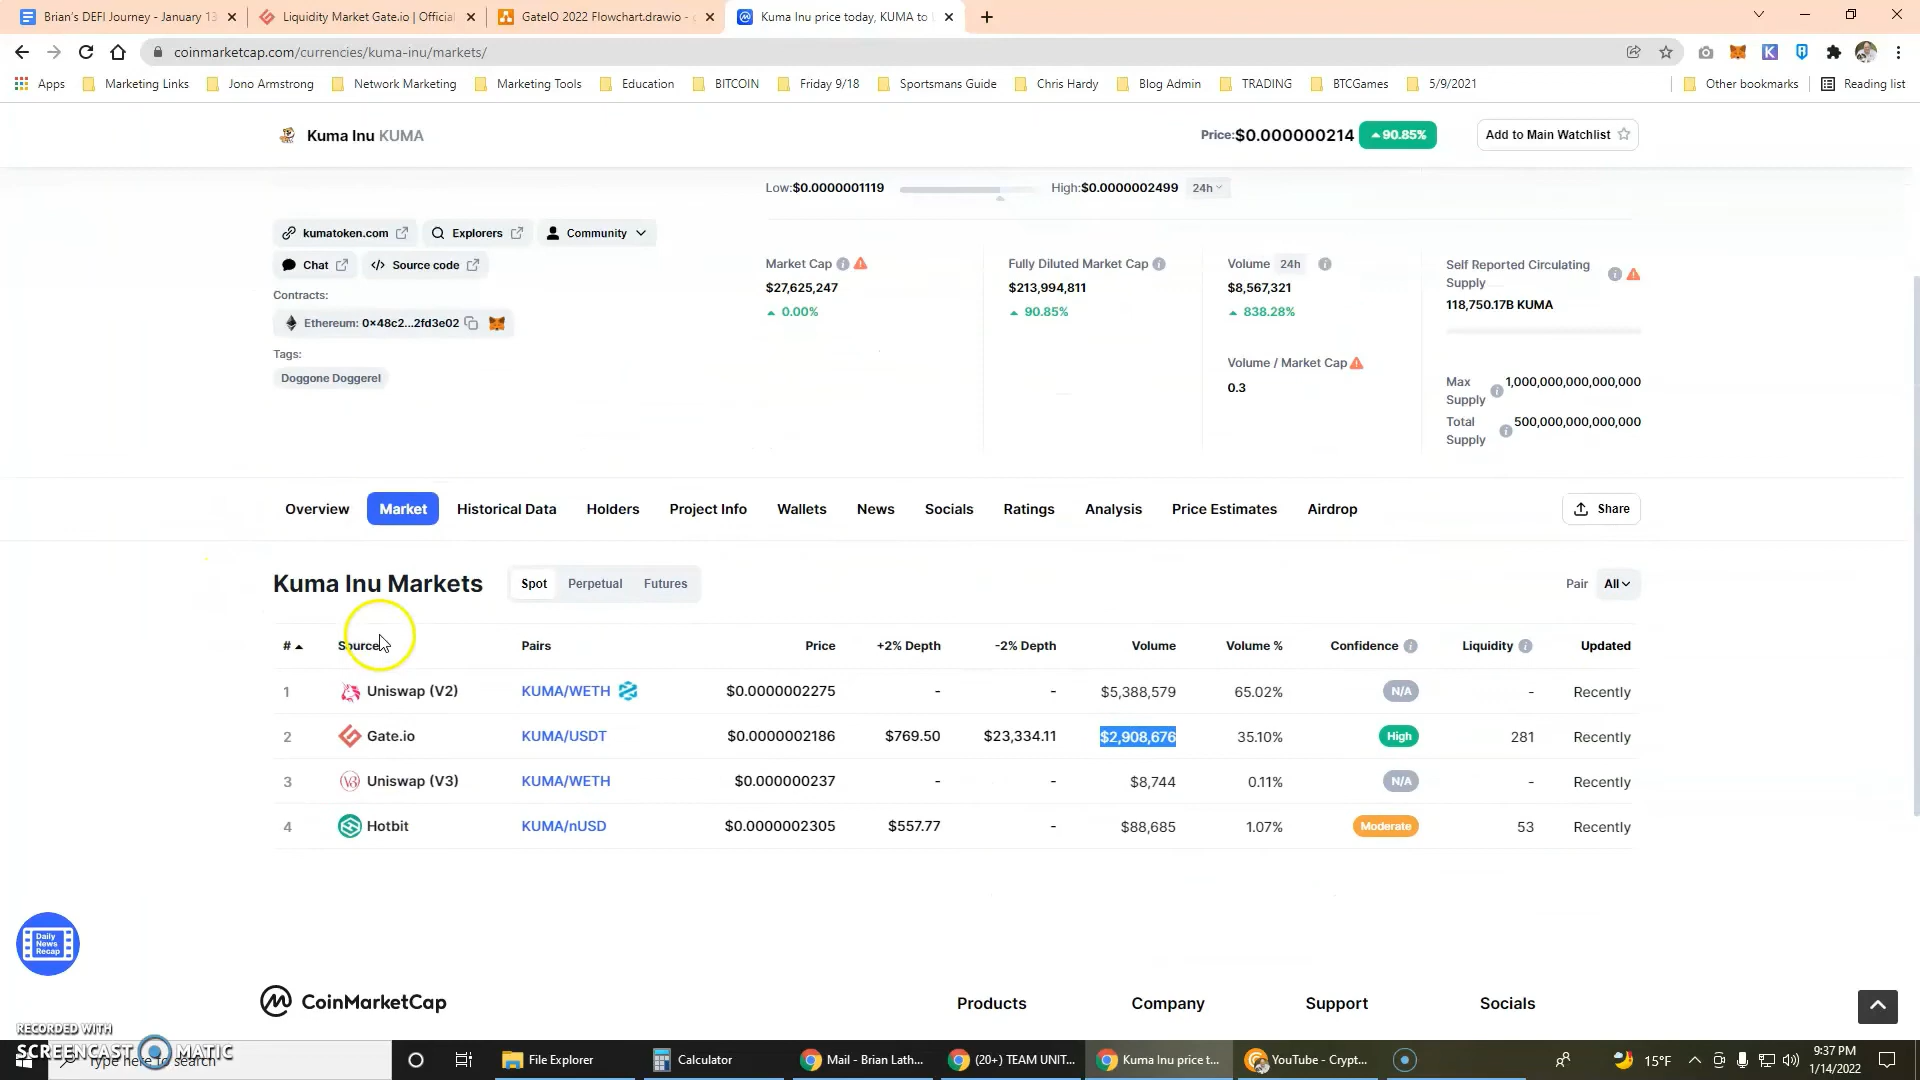 Brian's DEFI Journey - January 13
Liquidity Market Gate.io | Official
GateIO 2022 Flowchart.drawio -
Kuma Inu price today, KUMA to
coinmarketcap.com/currencies/kuma-inu/markets/
Apps Marketing Links Jono Armstrong Network Marketing Marketing Tools Education BITCOIN Friday 9/18 Sportsmans Guide Chris Hardy Blog Admin TRADING BTCGames 5/9/2021 Other bookmarks Reading list
Kuma Inu KUMA
Price:$0.000000214 90.85%
Add to Main Watchlist
Low:$0.0000001119 High:$0.0000002499 24h
kumatoken.com Explorers Community
Chat Source code
Contracts:
Ethereum: 0x48c2...2fd3e02
Tags:
Doggone Doggerel
Market Cap
$27,625,247
0.00%
Fully Diluted Market Cap
$213,994,811
90.85%
Volume 24h
$8,567,321
838.28%
Volume / Market Cap
0.3
Self Reported Circulating
Supply
118,750.17B KUMA
Max
Supply
1,000,000,000,000,000
Total
Supply
500,000,000,000,000
Overview Market Historical Data Holders Project Info Wallets News Socials Ratings Analysis Price Estimates Airdrop Share
Kuma Inu Markets Spot Perpetual Futures Pair All
# Source Pairs Price +2% Depth -2% Depth Volume Volume % Confidence Liquidity Updated
1 Uniswap (V2) KUMA/WETH $0.0000002275 - - $5,388,579 65.02% N/A - Recently
2 Gate.io KUMA/USDT $0.0000002186 $769.50 $23,334.11 $2,908,676 35.10% High 281 Recently
3 Uniswap (V3) KUMA/WETH $0.000000237 - - $8,744 0.11% N/A - Recently
4 Hotbit KUMA/nUSD $0.0000002305 $557.77 - $88,685 1.07% Moderate 53 Recently
Daily
News
Recap
CoinMarketCap Products Company Support Socials
RECORDED WITH
SCREENCAST MATIC
Type here to search
File Explorer
Calculator
Mail - Brian Lath...
(20+) TEAM UNIT...
Kuma Inu price t...
YouTube - Crypt...
15°F
9:37 PM
1/14/2022